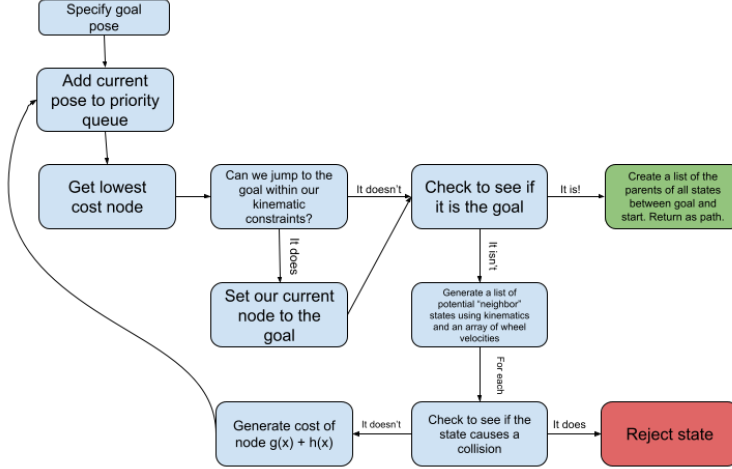 Specify goal
pose
Add current
pose to priority
queue
Get lowest
cost node
Can we jump to the
goal within our
kinematic
constraints?
It doesn't
Check to see if
it is the goal
It is!
Create a list of the
parents of all states
between goal and
start. Return as path.
It does
It isn't
Set our current
node to the
goal
Generate a list of
potential "neighbor"
states using kinematics
and an array of wheel
velocities
For each
Generate cost of
node g(x) + h(x)
It doesn't
Check to see if the
state causes a
collision
It does
Reject state